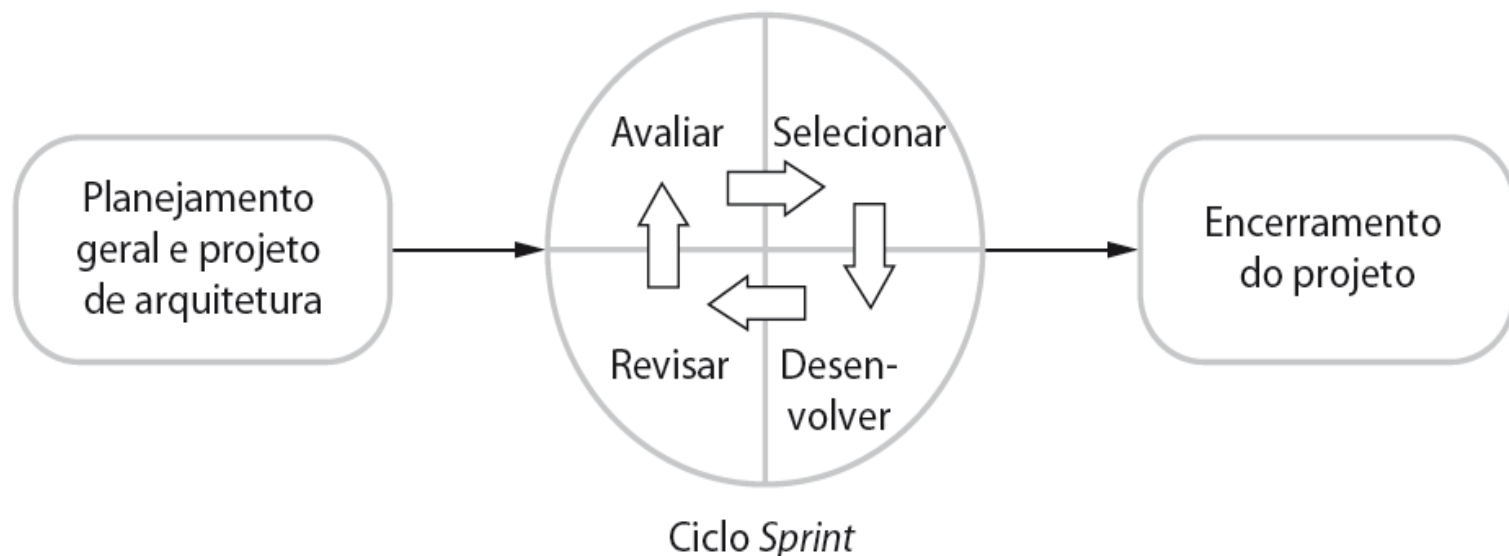 Planejamento
geral e projeto
de arquitetura
Avaliar
Selecionar
Revisar
Desen-
volver
Encerramento
do projeto
Ciclo Sprint